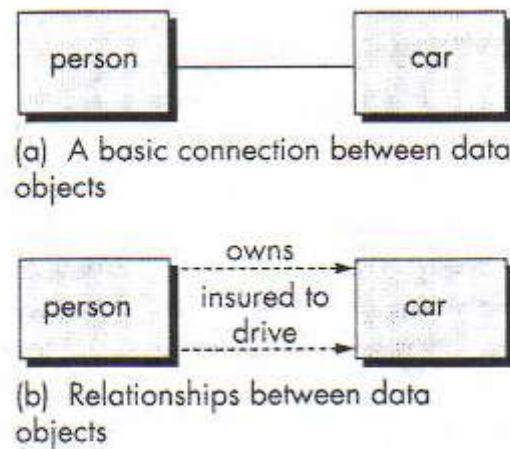 person
car
(a) A basic connection between data
objects
owns
person
insured to
drive
car
(b) Relationships between data
objects